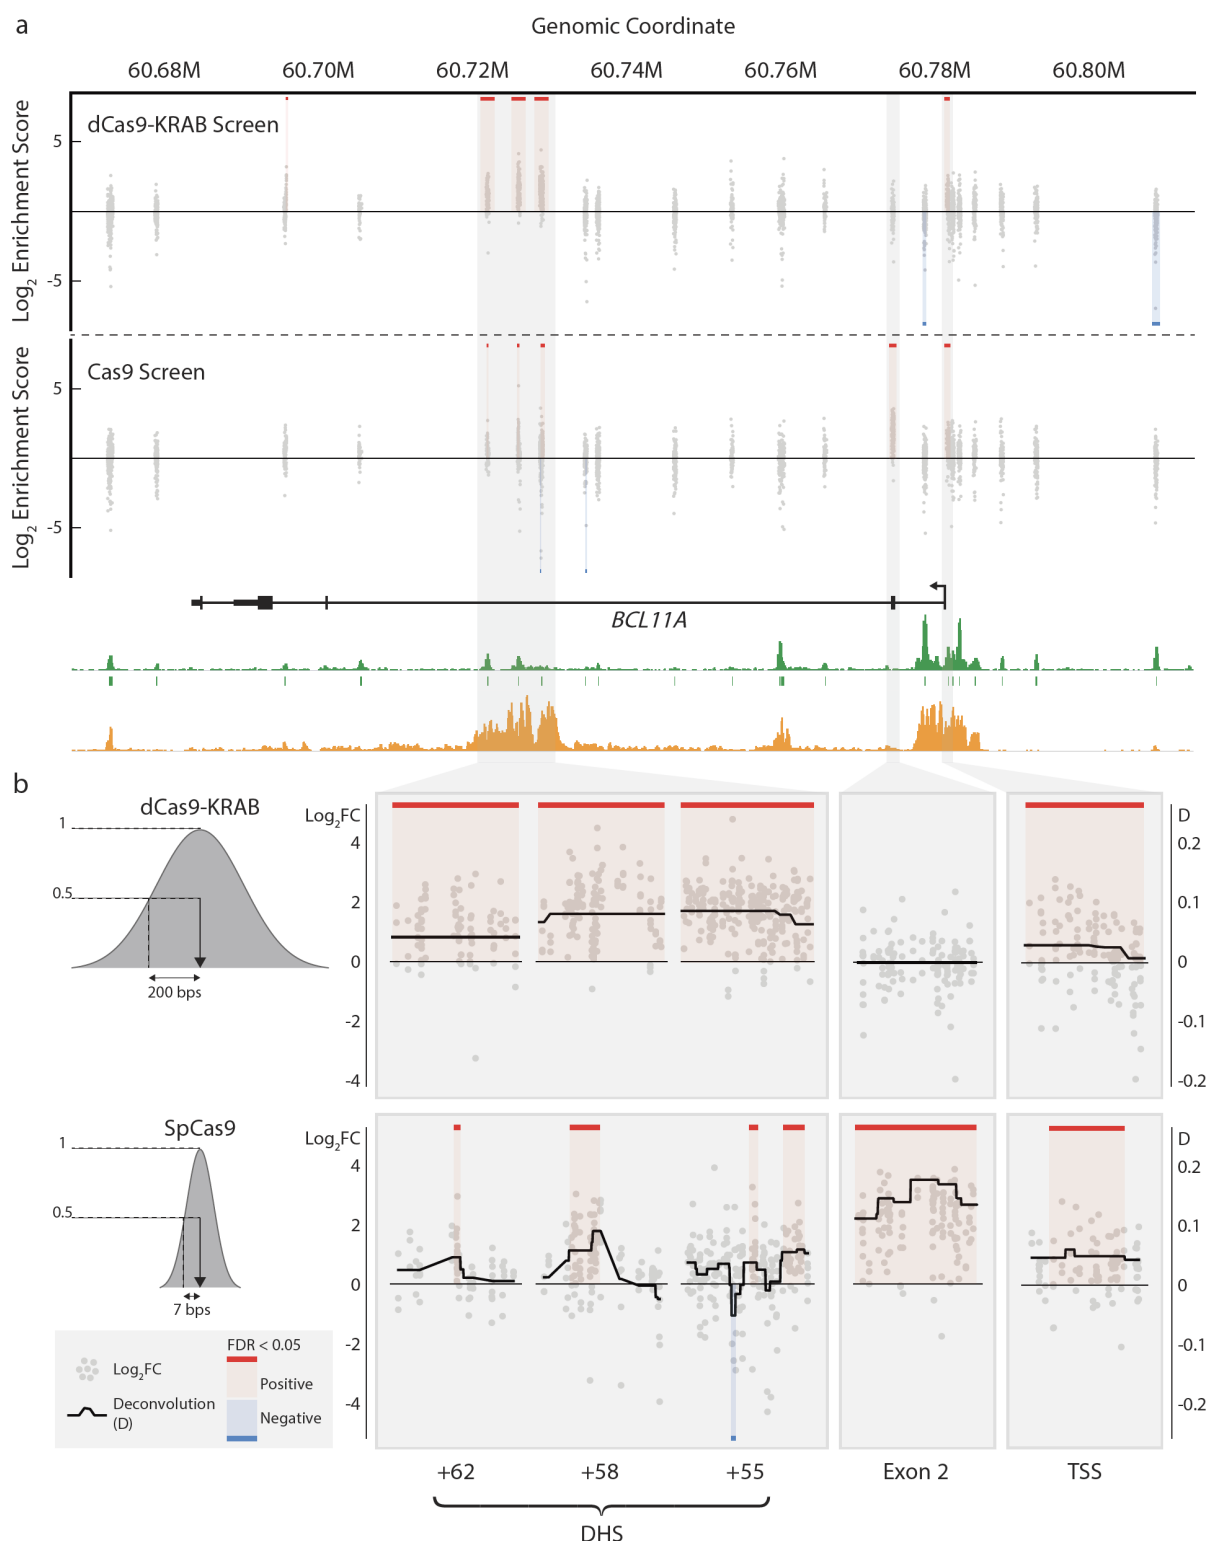 a
Genomic Coordinate
60.68M 60.70M 60.72M 60.74M 60.76M 60.78M 60.80M
Log2 Enrichment Score
dCas9-KRAB Screen
5
-5
Log2 Enrichment Score
Cas9 Screen
5
-5
BCL11A
b
dCas9-KRAB
1
0.5
200 bps
Log2FC
4
2
0
-2
-4
D
0.2
0.1
0
-0.1
-0.2
SpCas9
1
0.5
7 bps
Log2FC
4
2
0
-2
-4
D
0.2
0.1
0
-0.1
-0.2
FDR < 0.05
Log2FC
Positive
Deconvolution
(D)
Negative
+62 +58 +55 Exon 2 TSS
DHS